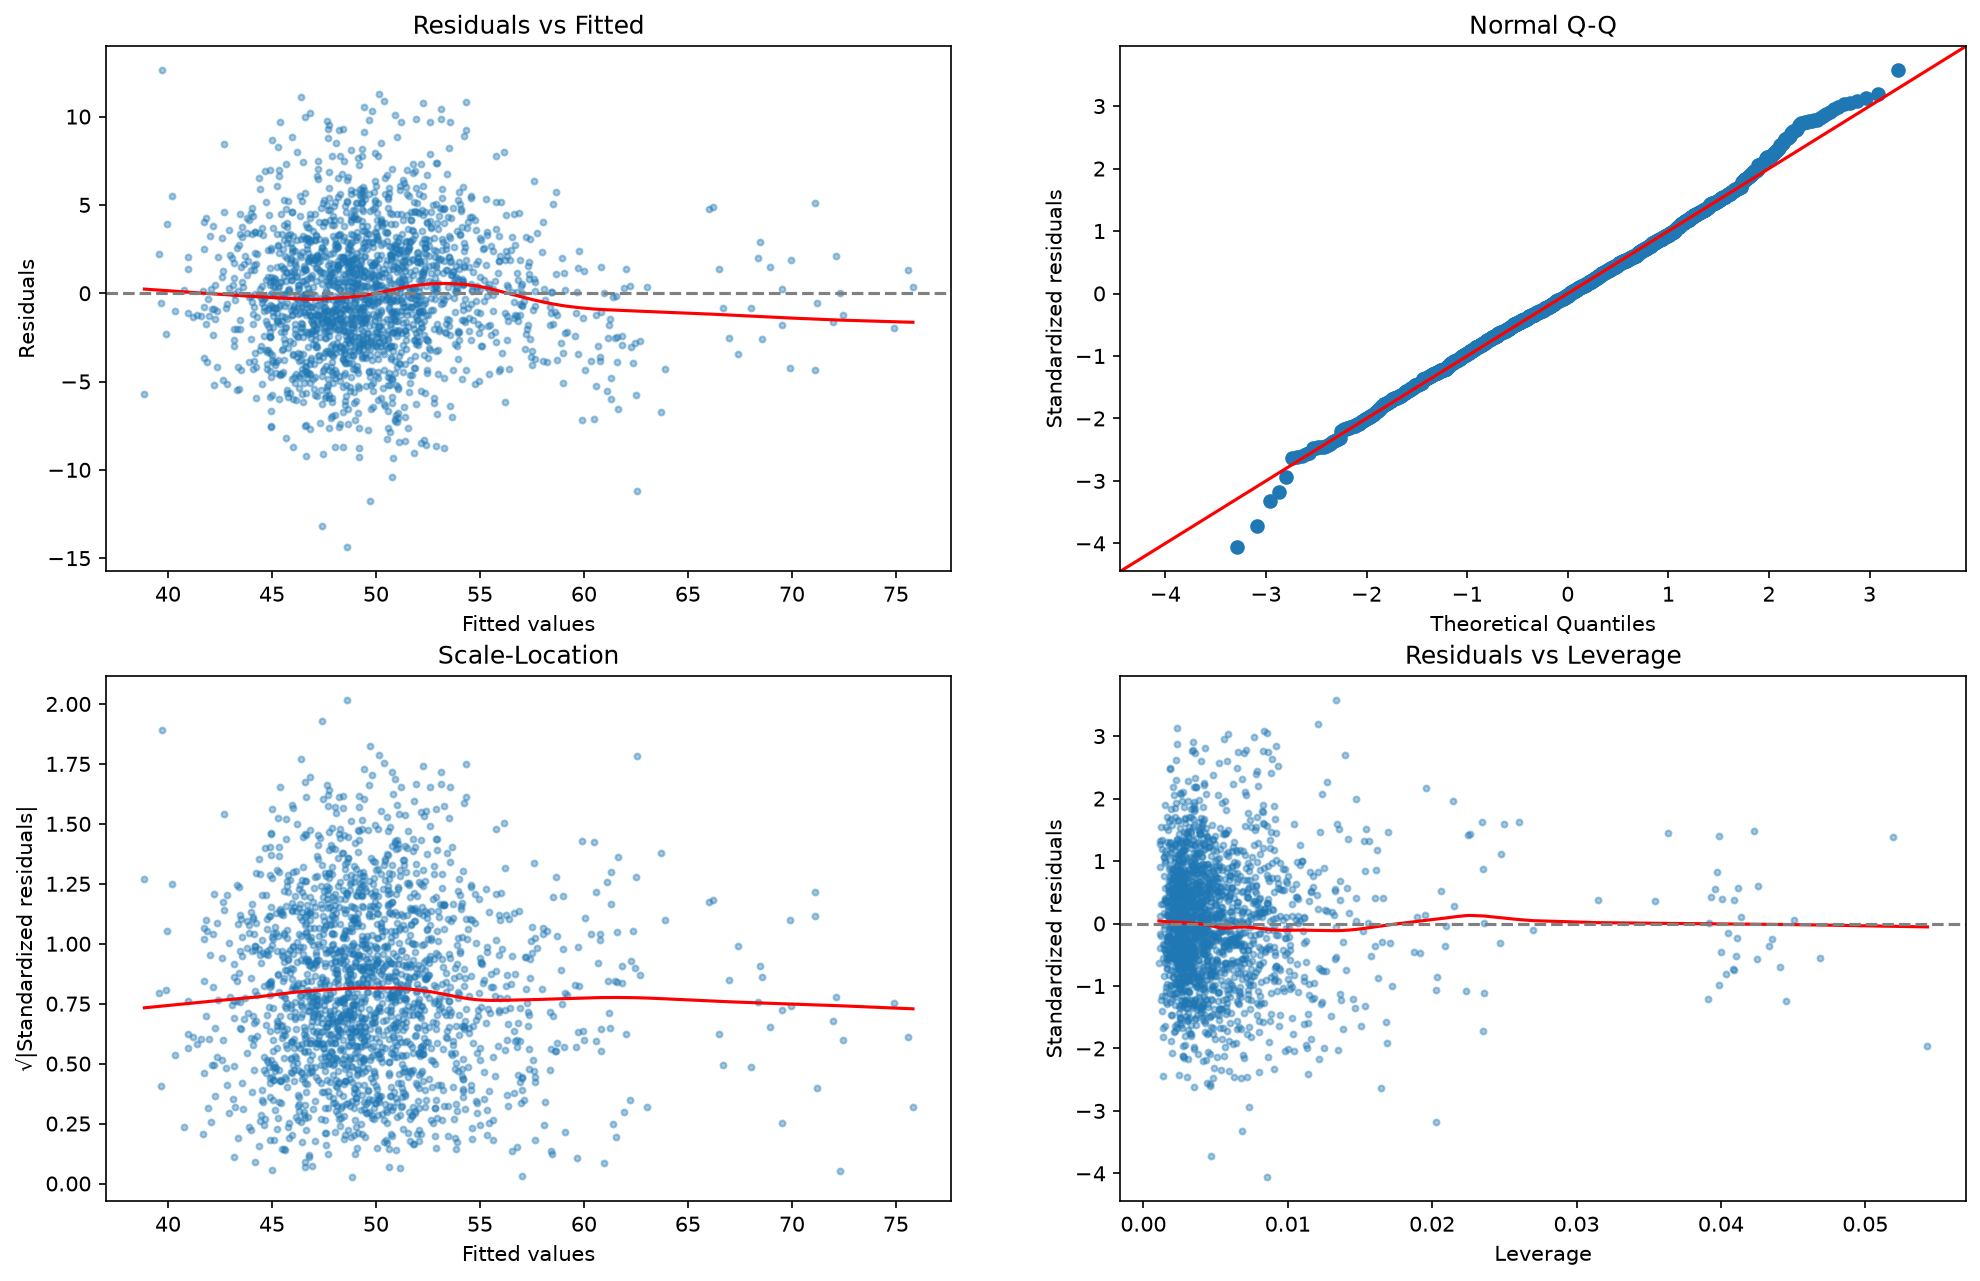 Residuals vs Fitted
Residuals
10
5
0
−5
−10
−15
40 45 50 55 60 65 70 75
Fitted values
Normal Q-Q
Standardized residuals
3
2
1
0
−1
−2
−3
−4
−4 −3 −2 −1 0 1 2 3
Theoretical Quantiles
Scale-Location
√|Standardized residuals|
2.00
1.75
1.50
1.25
1.00
0.75
0.50
0.25
0.00
40 45 50 55 60 65 70 75
Fitted values
Residuals vs Leverage
Standardized residuals
3
2
1
0
−1
−2
−3
−4
0.00 0.01 0.02 0.03 0.04 0.05
Leverage